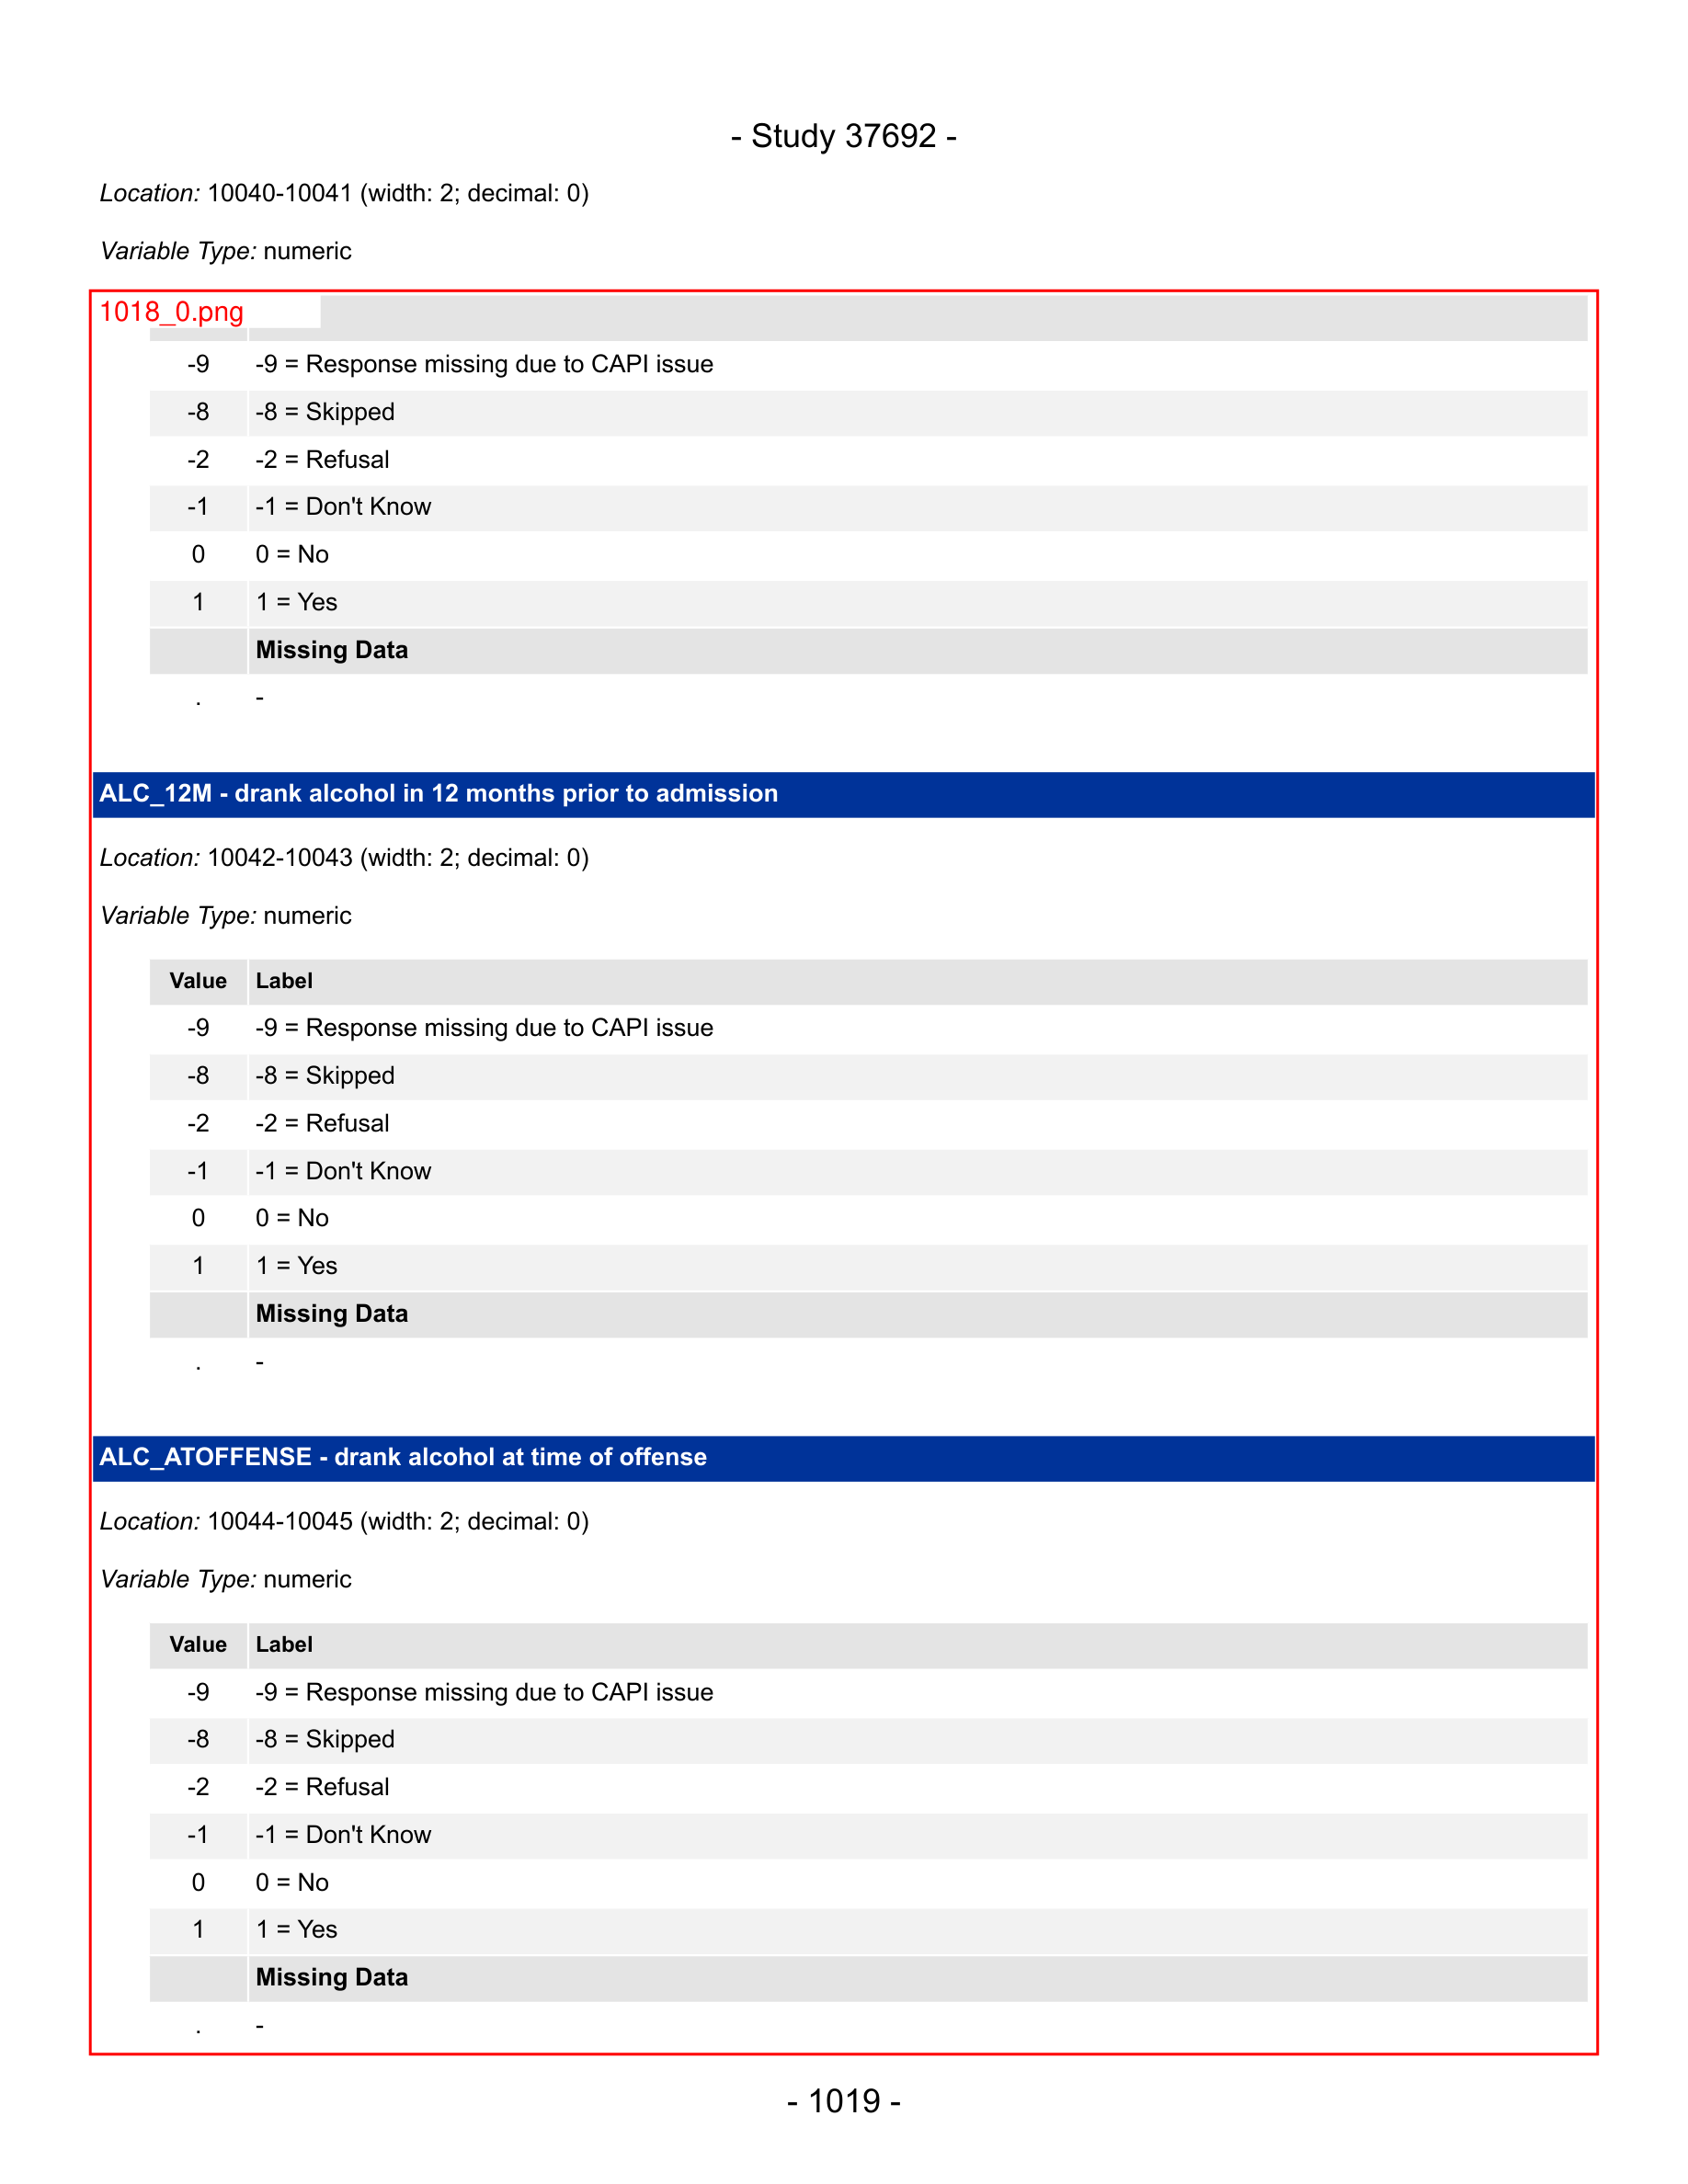 - Study 37692 -
Location: 10040-10041 (width: 2; decimal: 0)
Variable Type: numeric
1018_0.png
-9 -9 = Response missing due to CAPI issue
-8 -8 = Skipped
-2 -2 = Refusal
-1 -1 = Don't Know
0 0 = No
1 1 = Yes
Missing Data
. -
ALC_12M - drank alcohol in 12 months prior to admission
Location: 10042-10043 (width: 2; decimal: 0)
Variable Type: numeric
Value Label
-9 -9 = Response missing due to CAPI issue
-8 -8 = Skipped
-2 -2 = Refusal
-1 -1 = Don't Know
0 0 = No
1 1 = Yes
Missing Data
. -
ALC_ATOFFENSE - drank alcohol at time of offense
Location: 10044-10045 (width: 2; decimal: 0)
Variable Type: numeric
Value Label
-9 -9 = Response missing due to CAPI issue
-8 -8 = Skipped
-2 -2 = Refusal
-1 -1 = Don't Know
0 0 = No
1 1 = Yes
Missing Data
. -
- 1019 -